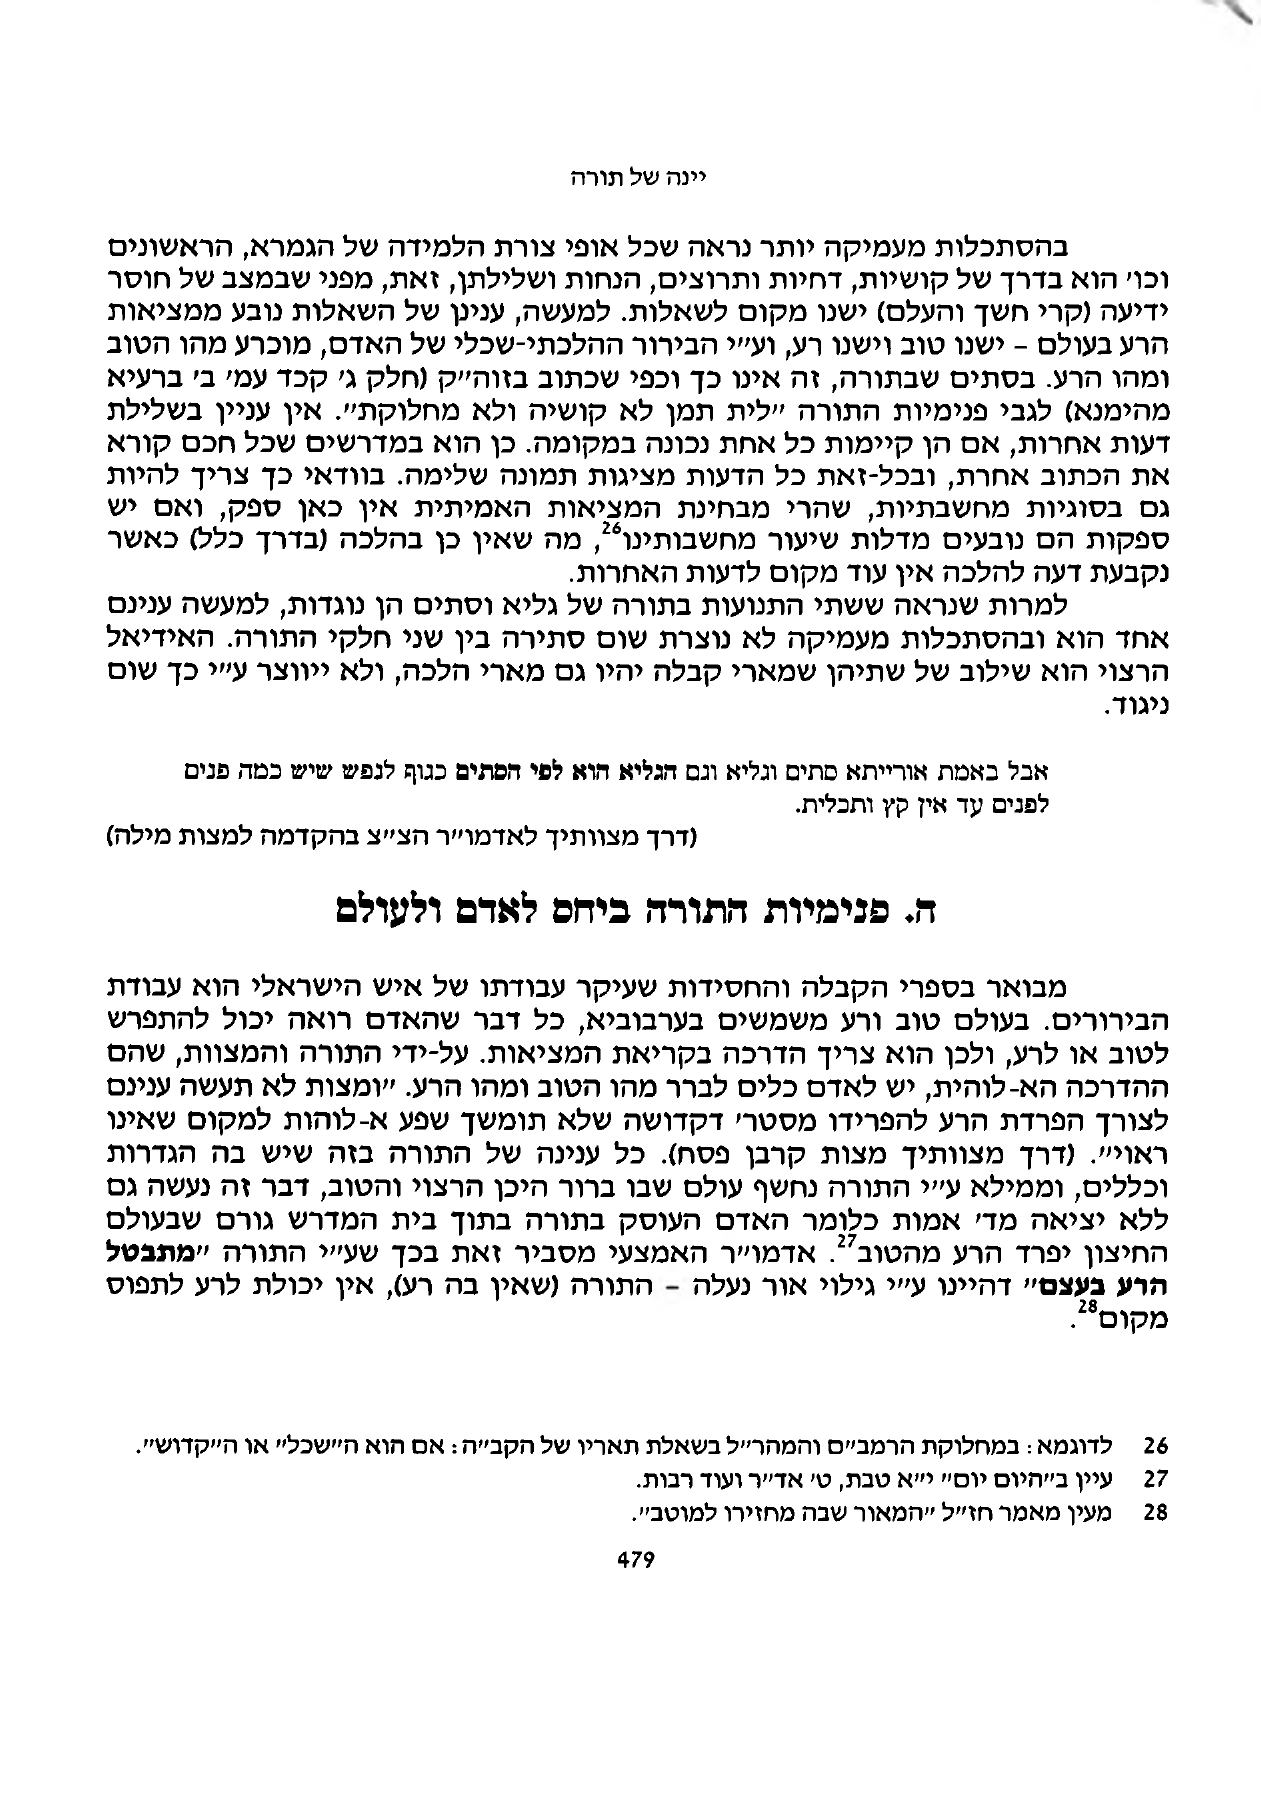 יינה של תורה
בהסתכלות מעמיקה יותר נראה שכל אופי צורת הלמידה של הגמרא, הראשונים
וכו' הוא בדרך של קושיות, דחיות ותרוצים, הנחות ושלילתן, זאת, מפני שבמצב של חוסר
ידיעה (קרי חשך והעלם) ישנו מקום לשאלות. למעשה, ענינן של השאלות נובע ממציאות
הרע בעולם – ישנו טוב וישנו רע, וע״י הבירור ההלכתי-שכלי של האדם, מוכרע מהו הטוב
ומהו הרע. בסתים שבתורה, זה אינו כך וכפי שכתוב בזוה״ק (חלק ג׳ קכד עמ׳ ב׳ ברעיא
מהימנא) לגבי פנימיות התורה ״לית תמן לא קושיה ולא מחלוקת״. אין עניין בשלילת
דעות אחרות, אם הן קיימות כל אחת נכונה במקומה. כן הוא במדרשים שכל חכם קורא
את הכתוב אחרת, ובכל-זאת כל הדעות מציגות תמונה שלימה. בוודאי כך צריך להיות
גם בסוגיות מחשבתיות, שהרי מבחינת המציאות האמיתית אין כאן ספק, ואם יש
ספקות הם נובעים מדלות שיעור מחשבותינו26, מה שאין כן בהלכה (בדרך כלל) כאשר
נקבעת דעה להלכה אין עוד מקום לדעות האחרות.
למרות שנראה ששתי התנועות בתורה של גליא וסתים הן נוגדות, למעשה ענינם
אחד הוא ובהסתכלות מעמיקה לא נוצרת שום סתירה בין שני חלקי התורה. האידיאל
הרצוי הוא שילוב של שתיהן שמארי קבלה יהיו גם מארי הלכה, ולא ייווצר ע״י כך שום
ניגוד.
אבל באמת אורייתא סתים וגליא וגם הגליא הוא לפי הסתים כגוף לנפש שיש כמה פנים
לפנים עד אין קץ ותכלית.
(דרך מצוותיך לאדמו״ר הצ״צ בהקדמה למצות מילה)
ה. פנימיות התורה ביחס לאדם ולעולם
מבואר בספרי הקבלה והחסידות שעיקר עבודתו של איש הישראלי הוא עבודת
הבירורים. בעולם טוב ורע משמשים בערבוביא, כל דבר שהאדם רואה יכול להתפרש
לטוב או לרע, ולכן הוא צריך הדרכה בקריאת המציאות. על-ידי התורה והמצוות, שהם
ההדרכה הא-לוהית, יש לאדם כלים לברר מהו הטוב ומהו הרע. ״ומצות לא תעשה ענינם
לצורך הפרדת הרע להפרידו מסטר׳ דקדושה שלא תומשך שפע א-לוהות למקום שאינו
ראוי״. (דרך מצוותיך מצות קרבן פסח). כל ענינה של התורה בזה שיש בה הגדרות
וכללים, וממילא ע״י התורה נחשף עולם שבו ברור היכן הרצוי והטוב, דבר זה נעשה גם
ללא יציאה מד׳ אמות כלומר האדם העוסק בתורה בתוך בית המדרש גורם שבעולם
החיצון יפרד הרע מהטוב27. אדמו״ר האמצעי מסביר זאת בכך שע״י התורה ״מתבטל
הרע בעצם״ דהיינו ע״י גילוי אור נעלה – התורה (שאין בה רע), אין יכולת לרע לתפוס
מקום28.
26 לדוגמא: במחלוקת הרמב״ם והמהר״ל בשאלת תאריו של הקב״ה: אם הוא ה״שכל״ או ה״קדוש״.
27 עיין ב״היום יום״ י״א טבת, ט׳ אד״ר ועוד רבות.
28 מעין מאמר חז״ל ״המאור שבה מחזירו למוטב״.
479